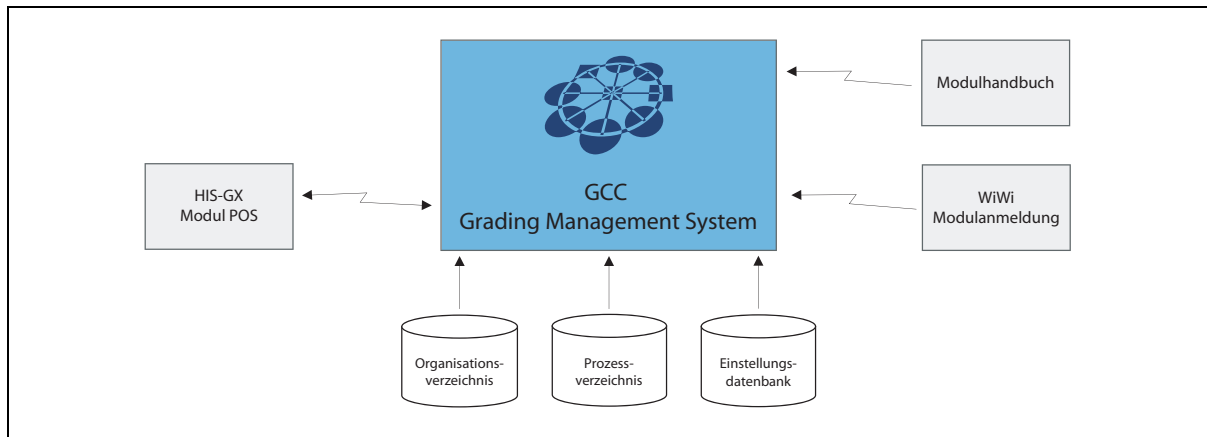 Modulhandbuch
HIS-GX
Modul POS
GCC
Grading Management System
WiWi
Modulanmeldung
Organisations-
verzeichnis
Prozess-
verzeichnis
Einstellungs-
datenbank